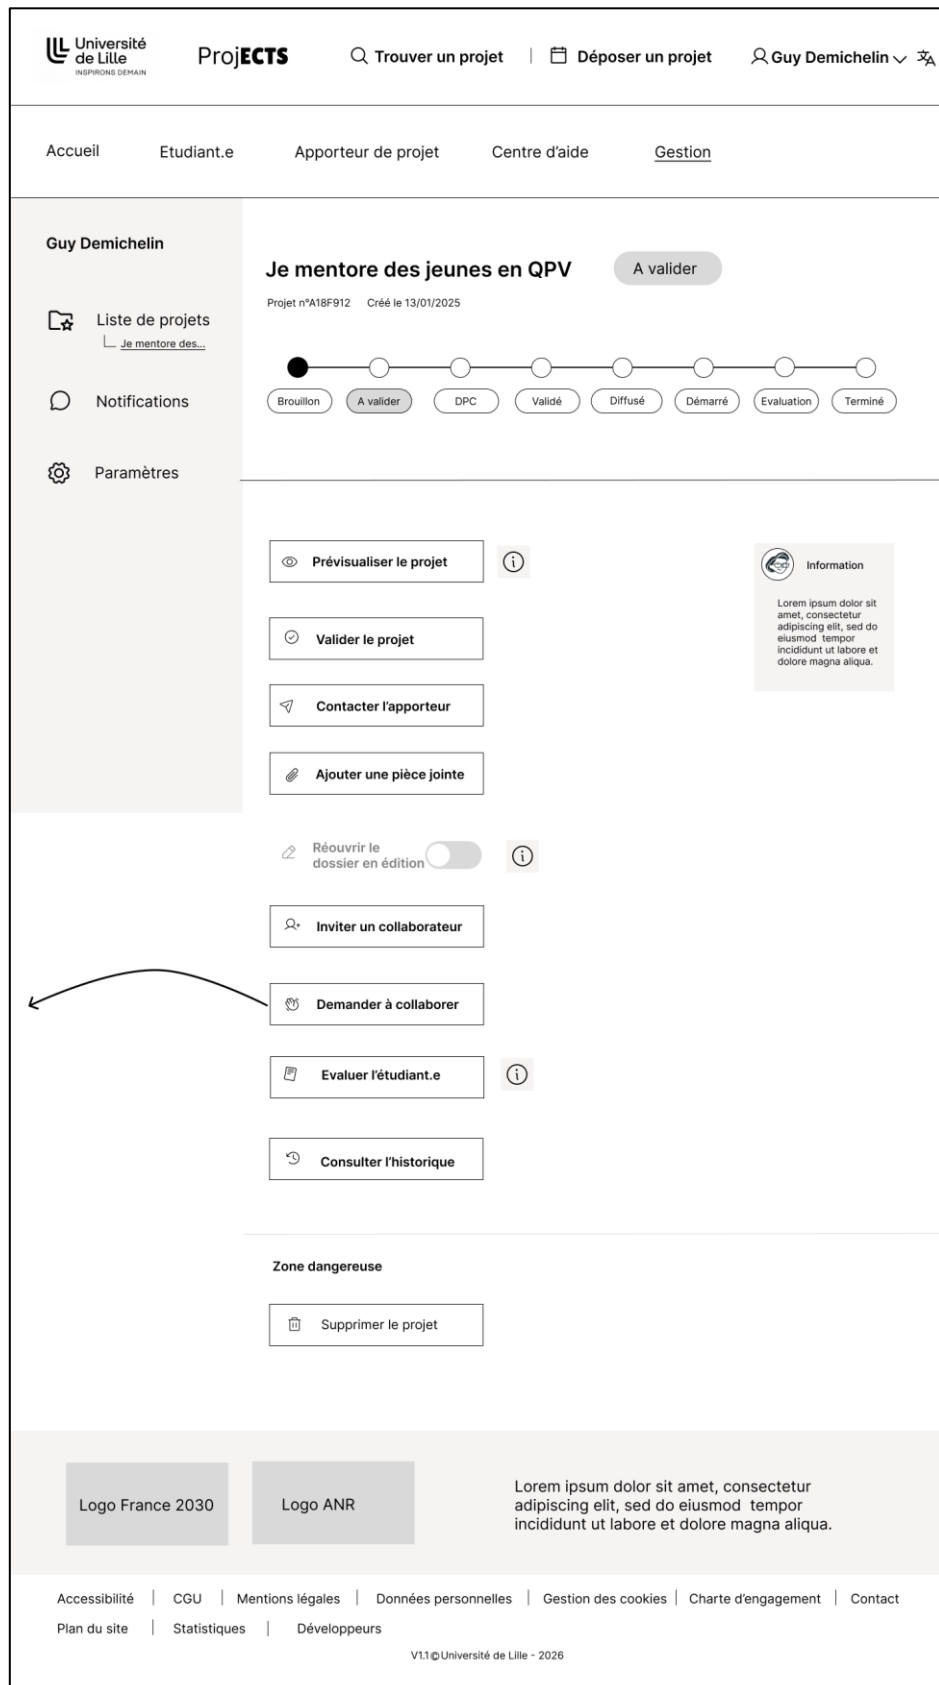 Université
de Lille
INSPIRONS DEMAIN
ProjECTS
Trouver un projet | Déposer un projet
Guy Demichelin
Accueil Etudiant.e Apporteur de projet Centre d'aide Gestion
Guy Demichelin
Liste de projets
Je mentore des...
Notifications
Paramètres
Je mentore des jeunes en QPV
A valider
Projet n°A18F912 Créé le 13/01/2025
Brouillon A valider DPC Validé Diffusé Démarré Evaluation Terminé
Prévisualiser le projet
Valider le projet
Contacter l'apporteur
Ajouter une pièce jointe
Réouvrir le
dossier en édition
Inviter un collaborateur
Demander à collaborer
Evaluer l'étudiant.e
Consulter l'historique
Information
Lorem ipsum dolor sit
amet, consectetur
adipiscing elit, sed do
eiusmod tempor
incididunt ut labore et
dolore magna aliqua.
Zone dangereuse
Supprimer le projet
Logo France 2030
Logo ANR
Lorem ipsum dolor sit amet, consectetur
adipiscing elit, sed do eiusmod tempor
incididunt ut labore et dolore magna aliqua.
Accessibilité | CGU | Mentions légales | Données personnelles | Gestion des cookies | Charte d'engagement | Contact
Plan du site | Statistiques | Développeurs
V1.1 © Université de Lille - 2026